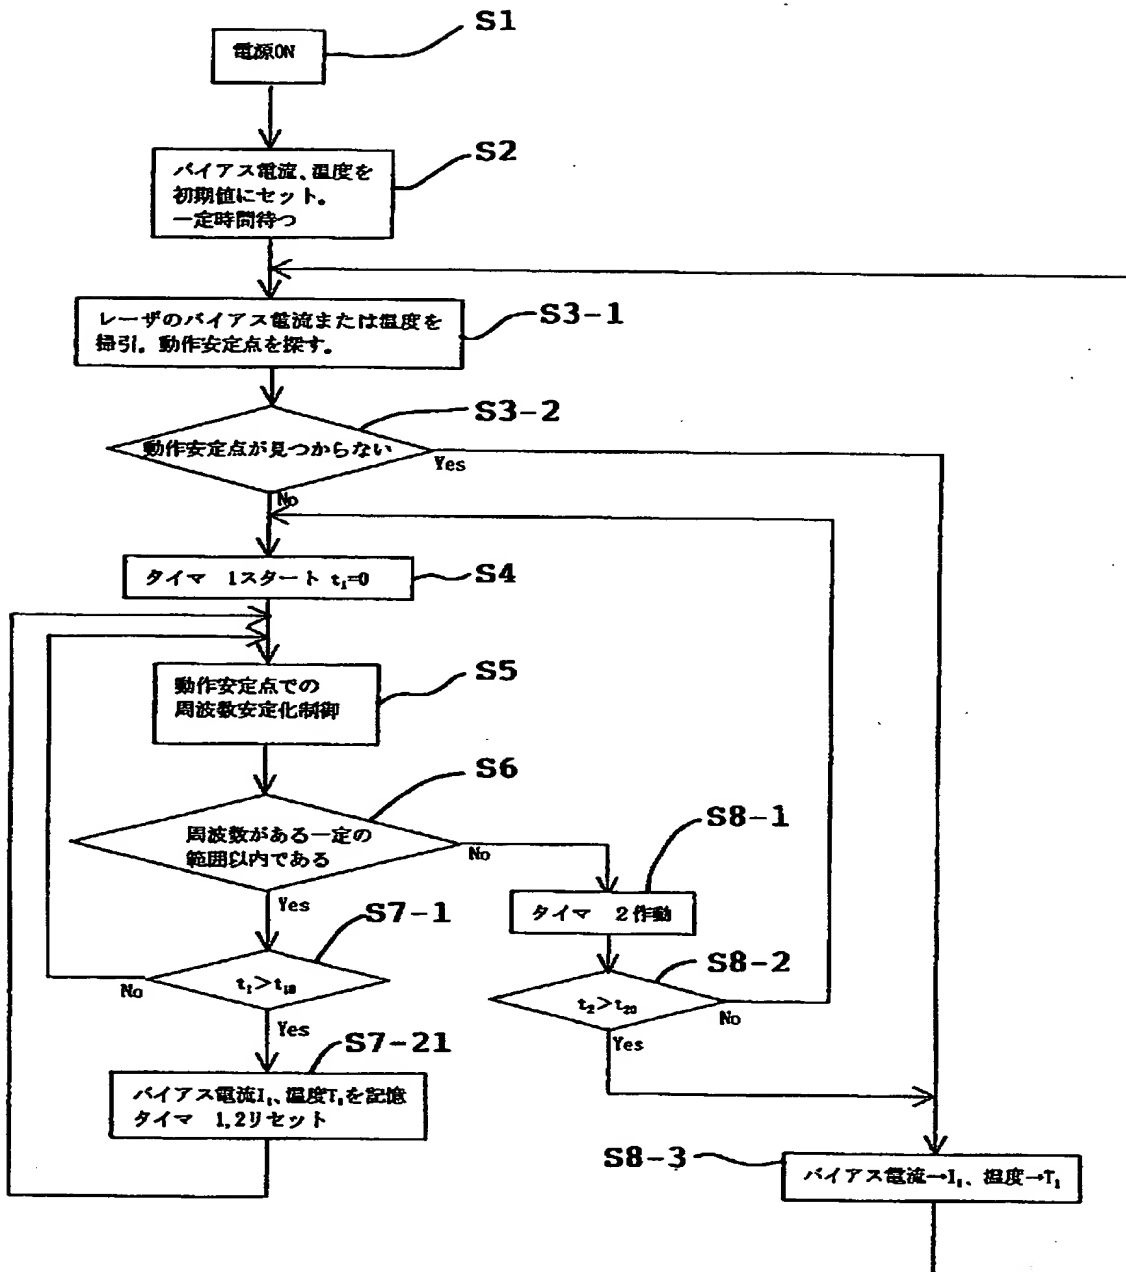 S1
電源ON
S2
バイアス電流、温度を
初期値にセット。
一定時間待つ
S3-1
レーザのバイアス電流または温度を
掃引。動作安定点を探す。
S3-2
動作安定点が見つからない
Yes
No
タイマ 1スタート t₁=0
S4
動作安定点での
周波数安定化制御
S5
S6
周波数がある一定の
範囲以内である
No
Yes
S8-1
タイマ 2作動
S7-1
t₁>t₁₀
No
Yes
S8-2
t₂>t₂₀
No
Yes
S7-21
バイアス電流I₁、温度T₁を記憶
タイマ 1,2リセット
S8-3
バイアス電流→I₁、温度→T₁